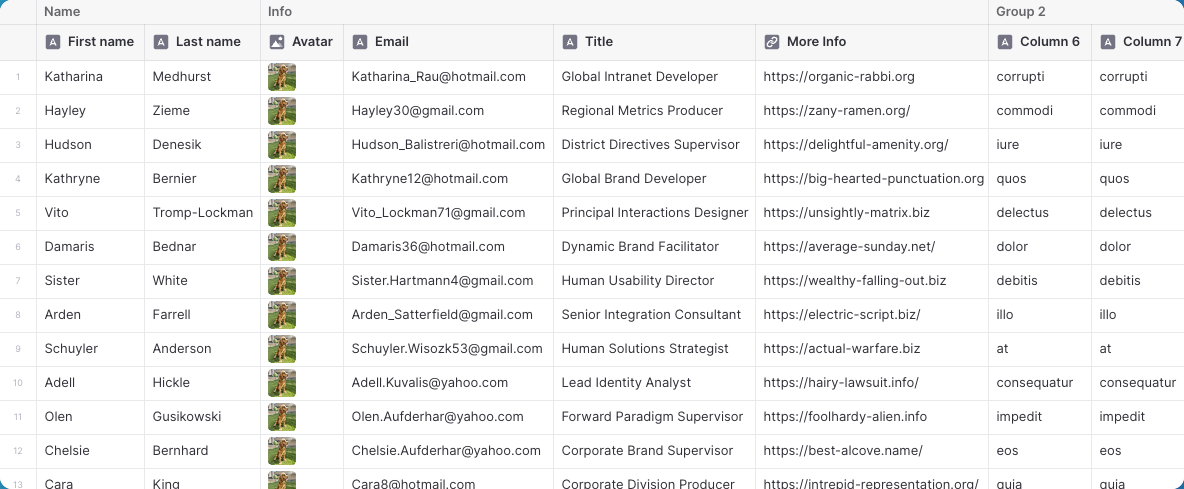 Name Info Group 2
First name Last name Avatar Email Title More Info Column 6 Column 7
1 Katharina Medhurst Katharina_Rau@hotmail.com Global Intranet Developer https://organic-rabbi.org corrupti corrupti
2 Hayley Zieme Hayley30@gmail.com Regional Metrics Producer https://zany-ramen.org/ commodi commodi
3 Hudson Denesik Hudson_Balistreri@hotmail.com District Directives Supervisor https://delightful-amenity.org/ iure iure
4 Kathryne Bernier Kathryne12@hotmail.com Global Brand Developer https://big-hearted-punctuation.org quos quos
5 Vito Tromp-Lockman Vito_Lockman71@gmail.com Principal Interactions Designer https://unsightly-matrix.biz delectus delectus
6 Damaris Bednar Damaris36@hotmail.com Dynamic Brand Facilitator https://average-sunday.net/ dolor dolor
7 Sister White Sister.Hartmann4@gmail.com Human Usability Director https://wealthy-falling-out.biz debitis debitis
8 Arden Farrell Arden_Satterfield@gmail.com Senior Integration Consultant https://electric-script.biz/ illo illo
9 Schuyler Anderson Schuyler.Wisozk53@gmail.com Human Solutions Strategist https://actual-warfare.biz at at
10 Adell Hickle Adell.Kuvalis@yahoo.com Lead Identity Analyst https://hairy-lawsuit.info/ consequatur consequatur
11 Olen Gusikowski Olen.Aufderhar@yahoo.com Forward Paradigm Supervisor https://foolhardy-alien.info impedit impedit
12 Chelsie Bernhard Chelsie.Aufderhar@yahoo.com Corporate Brand Supervisor https://best-alcove.name/ eos eos
13 Cara King Cara8@hotmail.com Corporate Division Producer https://intrepid-representation.org/ quia quia